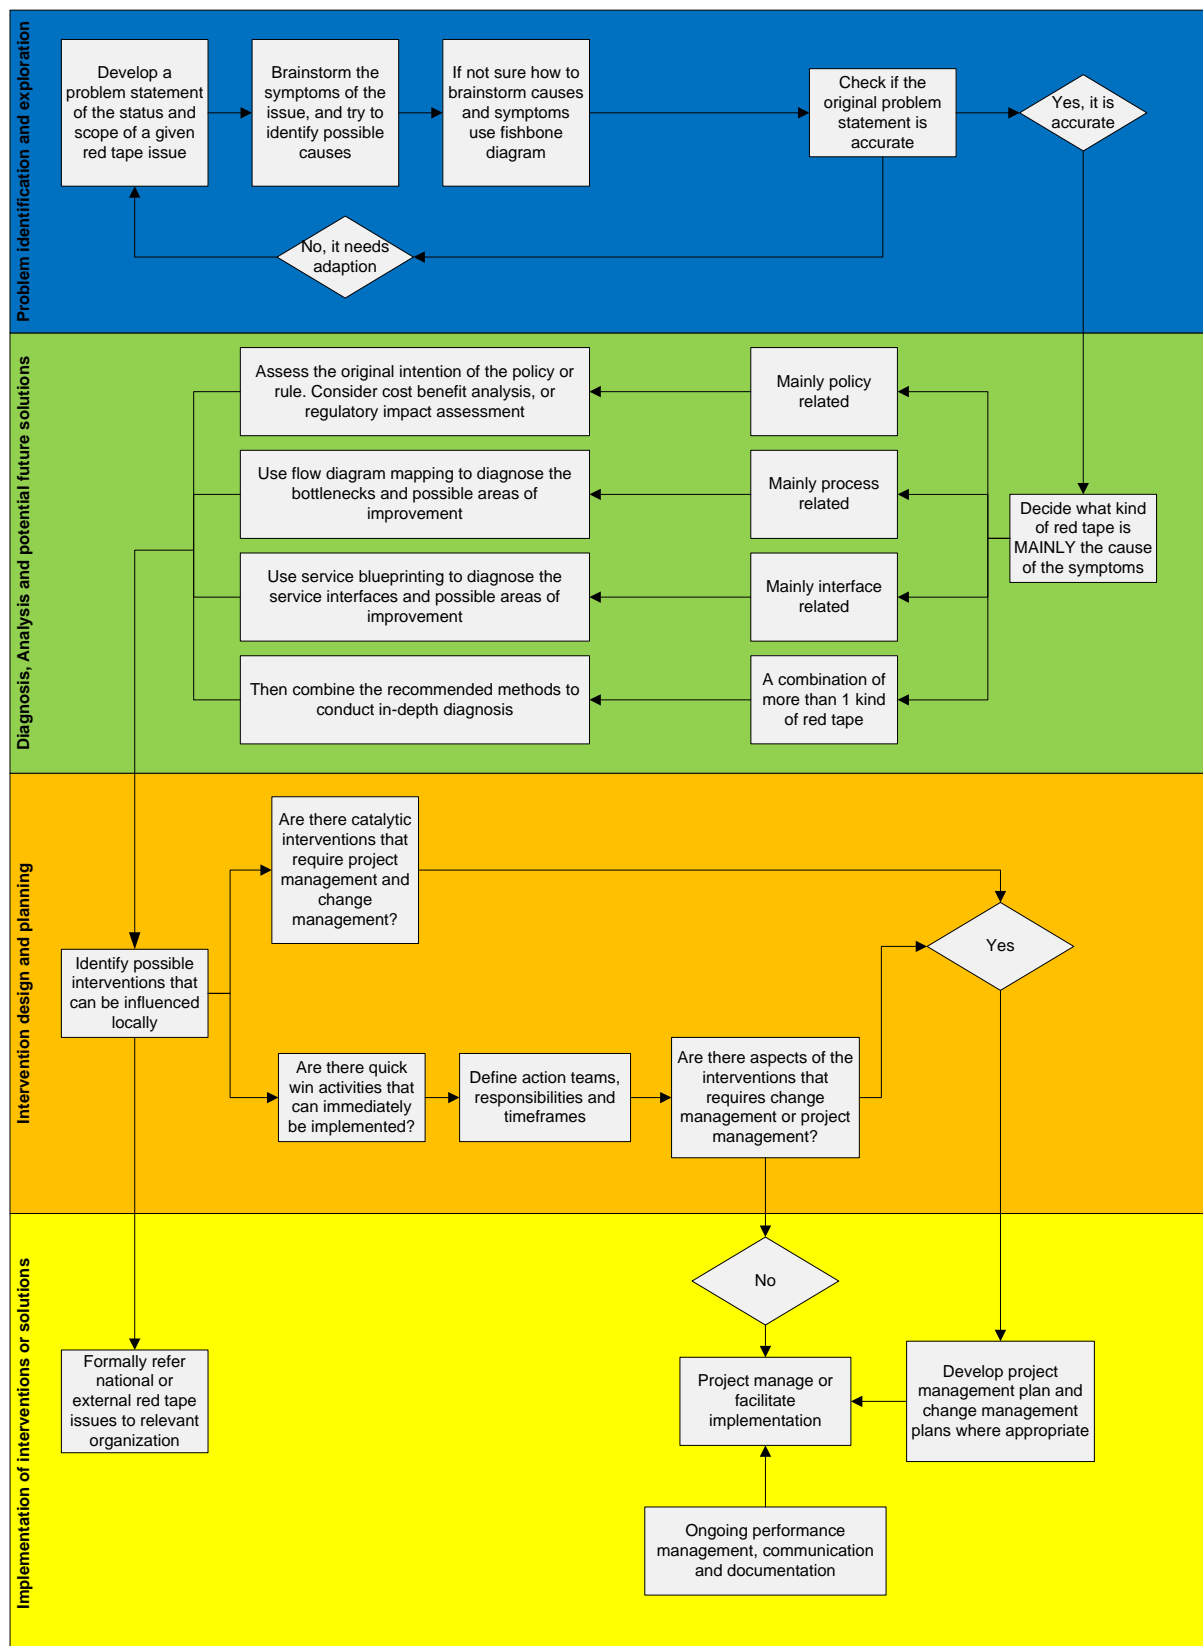 Problem identification and exploration
Develop a
problem statement
of the status and
scope of a given
red tape issue
Brainstorm the
symptoms of the
issue, and try to
identify possible
causes
If not sure how to
brainstorm causes
and symptoms
use fishbone
diagram
Check if the
original problem
statement is
accurate
Yes, it is
accurate
No, it needs
adaption
Diagnosis, Analysis and potential future solutions
Assess the original intention of the policy or
rule. Consider cost benefit analysis, or
regulatory impact assessment
Mainly policy
related
Use flow diagram mapping to diagnose the
bottlenecks and possible areas of
improvement
Mainly process
related
Decide what kind
of red tape is
MAINLY the cause
of the symptoms
Use service blueprinting to diagnose the
service interfaces and possible areas of
improvement
Mainly interface
related
Then combine the recommended methods to
conduct in-depth diagnosis
A combination of
more than 1 kind
of red tape
Intervention design and planning
Are there catalytic
interventions that
require project
management and
change
management?
Yes
Identify possible
interventions that
can be influenced
locally
Are there quick
win activities that
can immediately
be implemented?
Define action teams,
responsibilities and
timeframes
Are there aspects of the
interventions that
requires change
management or project
management?
Implementation of interventions or solutions
No
Formally refer
national or
external red tape
issues to relevant
organization
Project manage or
facilitate
implementation
Develop project
management plan and
change management
plans where appropriate
Ongoing performance
management, communication
and documentation